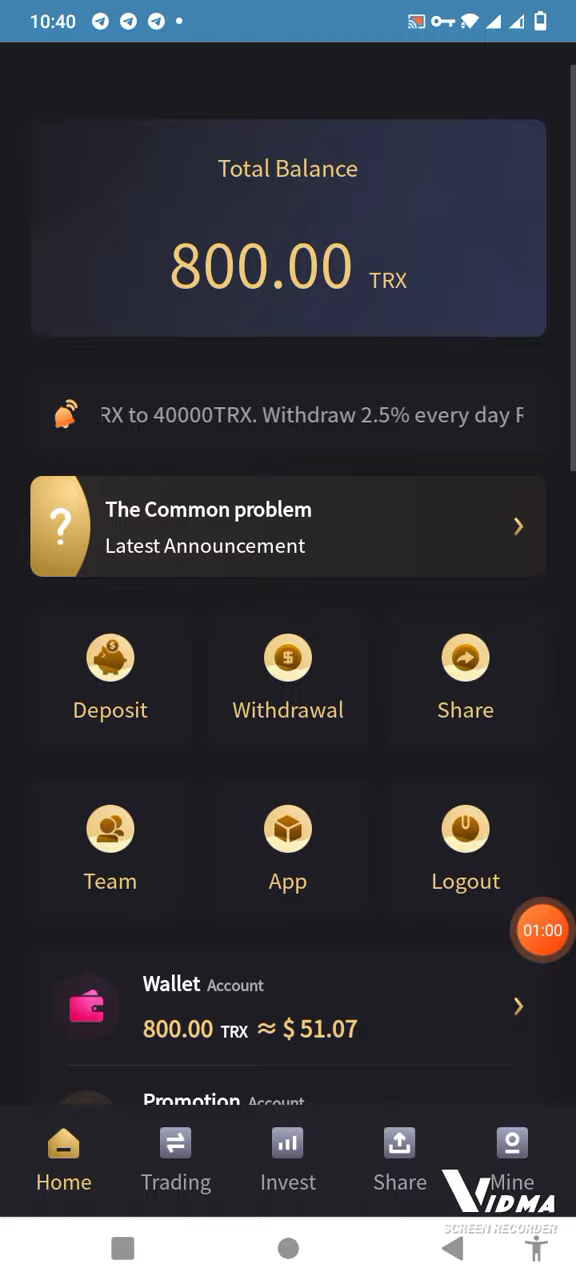 10:40
Total Balance
800.00 TRX
RX to 40000TRX. Withdraw 2.5% every day
?
The Common problem
Latest Announcement
Deposit
Withdrawal
Share
Team
App
Logout
01:00
Wallet Account
800.00 TRX ≈ $ 51.07
Promotion Account
Home
Trading
Invest
Share
Mine
VIDMA
SCREEN RECORDER